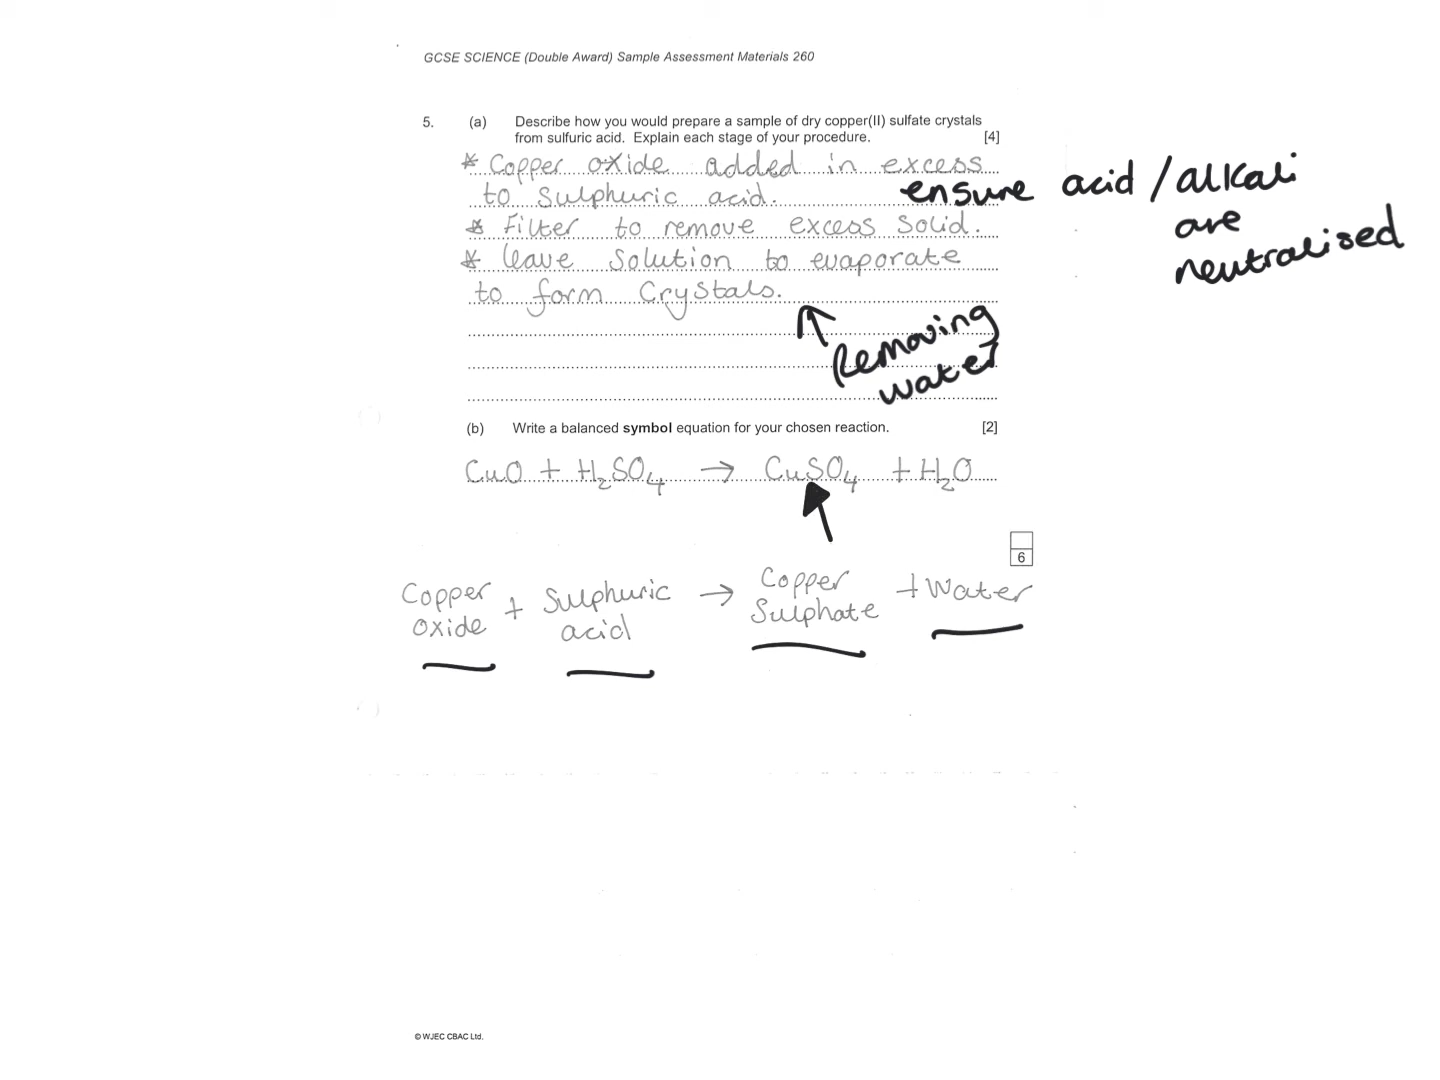 GCSE SCIENCE (Double Award) Sample Assessment Materials 260
5. (a) Describe how you would prepare a sample of dry copper(II) sulfate crystals
from sulfuric acid. Explain each stage of your procedure. [4]
* Copper oxide added in excess
to Sulphuric acid. ensure acid / alkali
are
neutralised
* Filter to remove excess solid.
* leave solution to evaporate
to form Crystals.
Removing
water
(b) Write a balanced symbol equation for your chosen reaction. [2]
CuO + H₂SO₄ → CuSO₄ + H₂O
6
Copper oxide + Sulphuric acid → Copper Sulphate + Water
© WJEC CBAC Ltd.